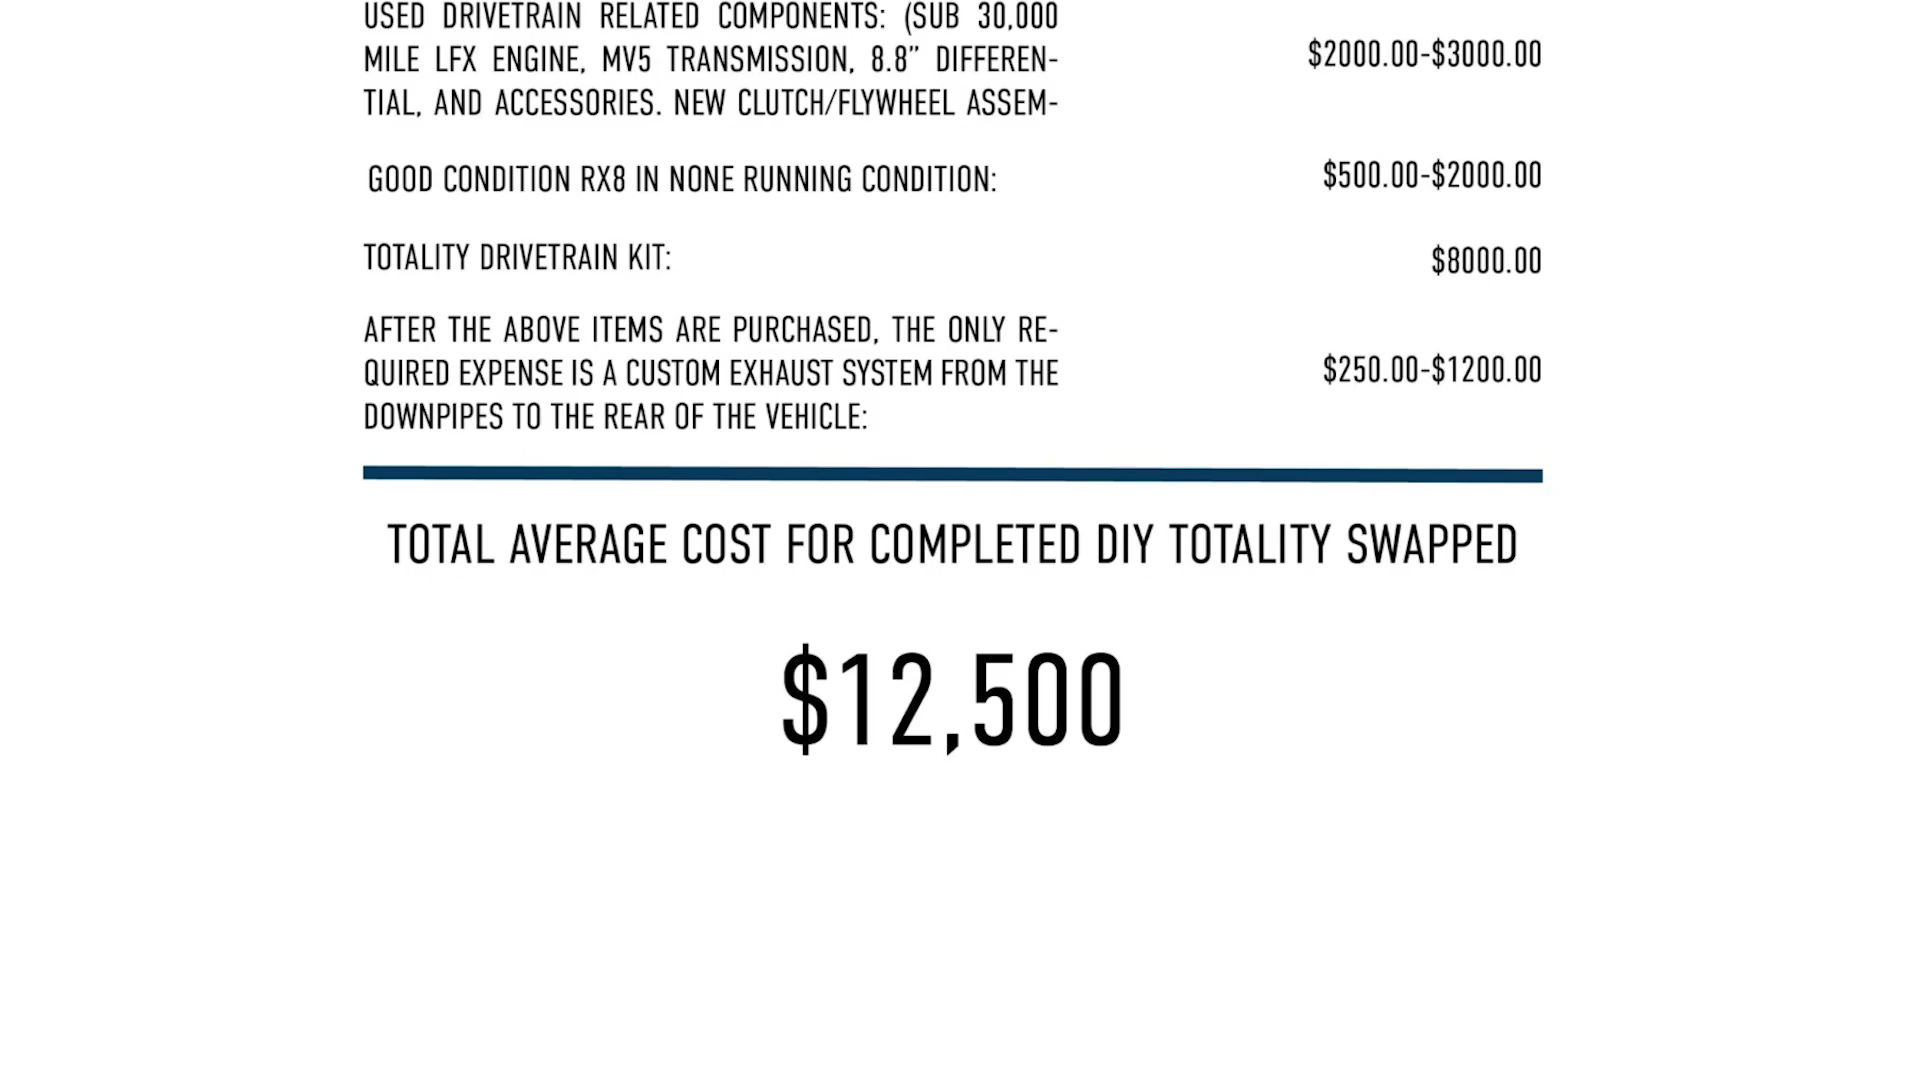 USED DRIVETRAIN RELATED COMPONENTS: (SUB 30,000
MILE LFX ENGINE, MV5 TRANSMISSION, 8.8” DIFFEREN-
TIAL, AND ACCESSORIES. NEW CLUTCH/FLYWHEEL ASSEM-
$2000.00-$3000.00
GOOD CONDITION RX8 IN NONE RUNNING CONDITION:
$500.00-$2000.00
TOTALITY DRIVETRAIN KIT:
$8000.00
AFTER THE ABOVE ITEMS ARE PURCHASED, THE ONLY RE-
QUIRED EXPENSE IS A CUSTOM EXHAUST SYSTEM FROM THE
DOWNPIPES TO THE REAR OF THE VEHICLE:
$250.00-$1200.00
TOTAL AVERAGE COST FOR COMPLETED DIY TOTALITY SWAPPED
$12,500